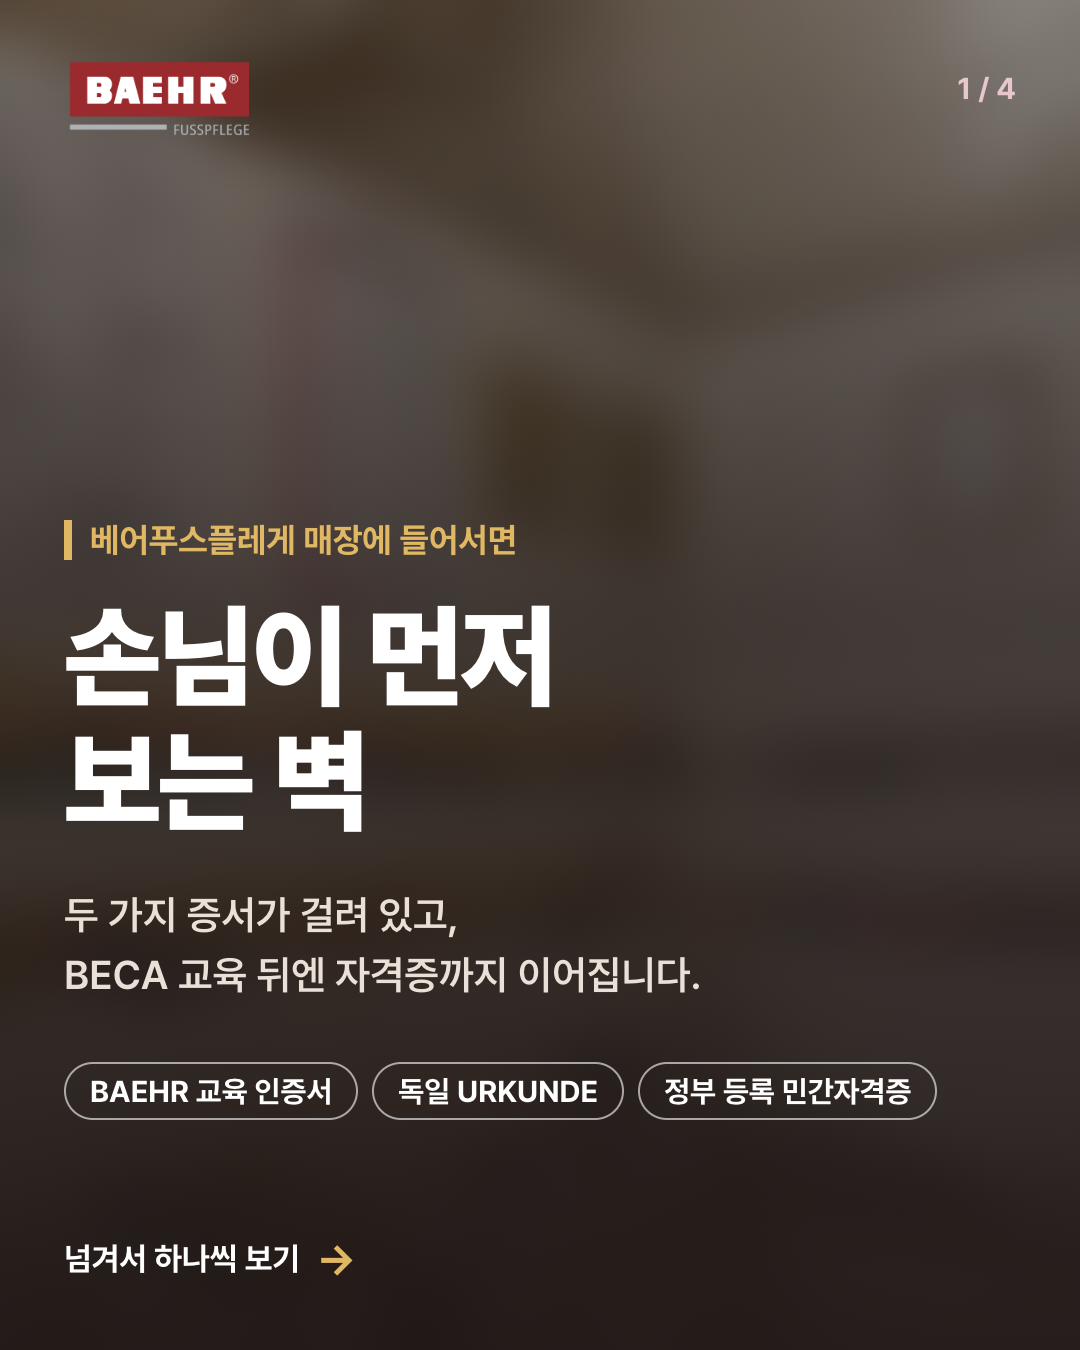 BAEHR®
FUSSPFLEGE
1 / 4
베어푸스플레게 매장에 들어서면
손님이 먼저
보는 벽
두 가지 증서가 걸려 있고,
BECA 교육 뒤엔 자격증까지 이어집니다.
BAEHR 교육 인증서
독일 URKUNDE
정부 등록 민간자격증
넘겨서 하나씩 보기 →